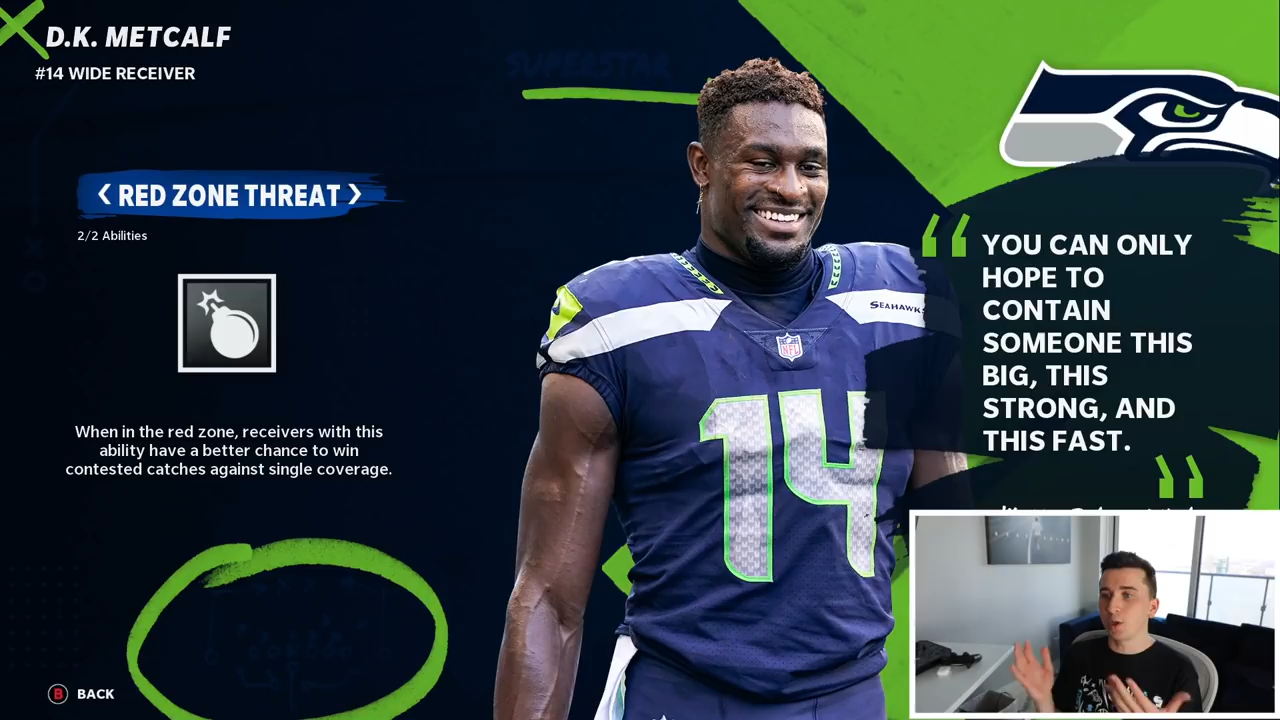 D.K. METCALF
#14 WIDE RECEIVER
SUPERSTAR
RED ZONE THREAT
2/2 Abilities
When in the red zone, receivers with this
ability have a better chance to win
contested catches against single coverage.
B BACK
SEAHAWKS
NFL
14
YOU CAN ONLY
HOPE TO
CONTAIN
SOMEONE THIS
BIG, THIS
STRONG, AND
THIS FAST.